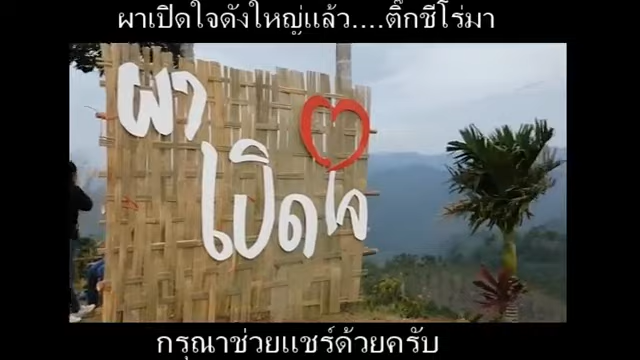 ผาเปิดใจดังใหญ่แล้ว....ติ๊กชีโร่มา
ผา
เปิดใจ
กรุณาช่วยแชร์ด้วยครับ